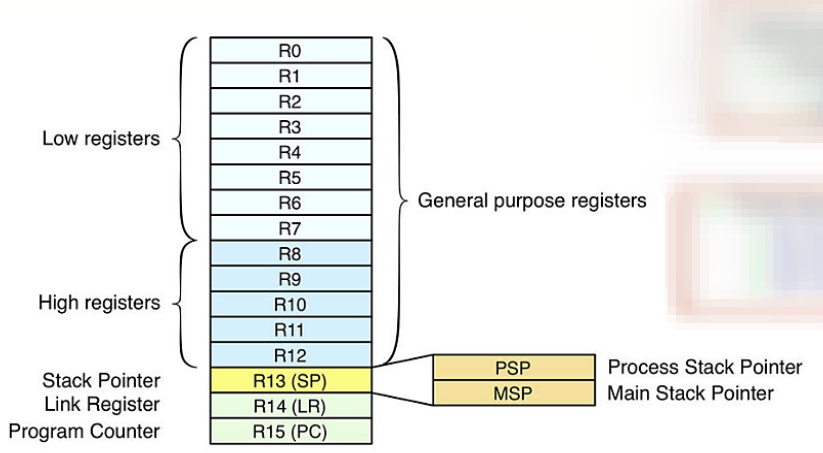 R0
R1
R2
R3
Low registers
R4
R5
R6
General purpose registers
R7
R8
R9
High registers
R10
R11
R12
PSP Process Stack Pointer
Stack Pointer R13 (SP)
MSP Main Stack Pointer
Link Register R14 (LR)
Program Counter R15 (PC)